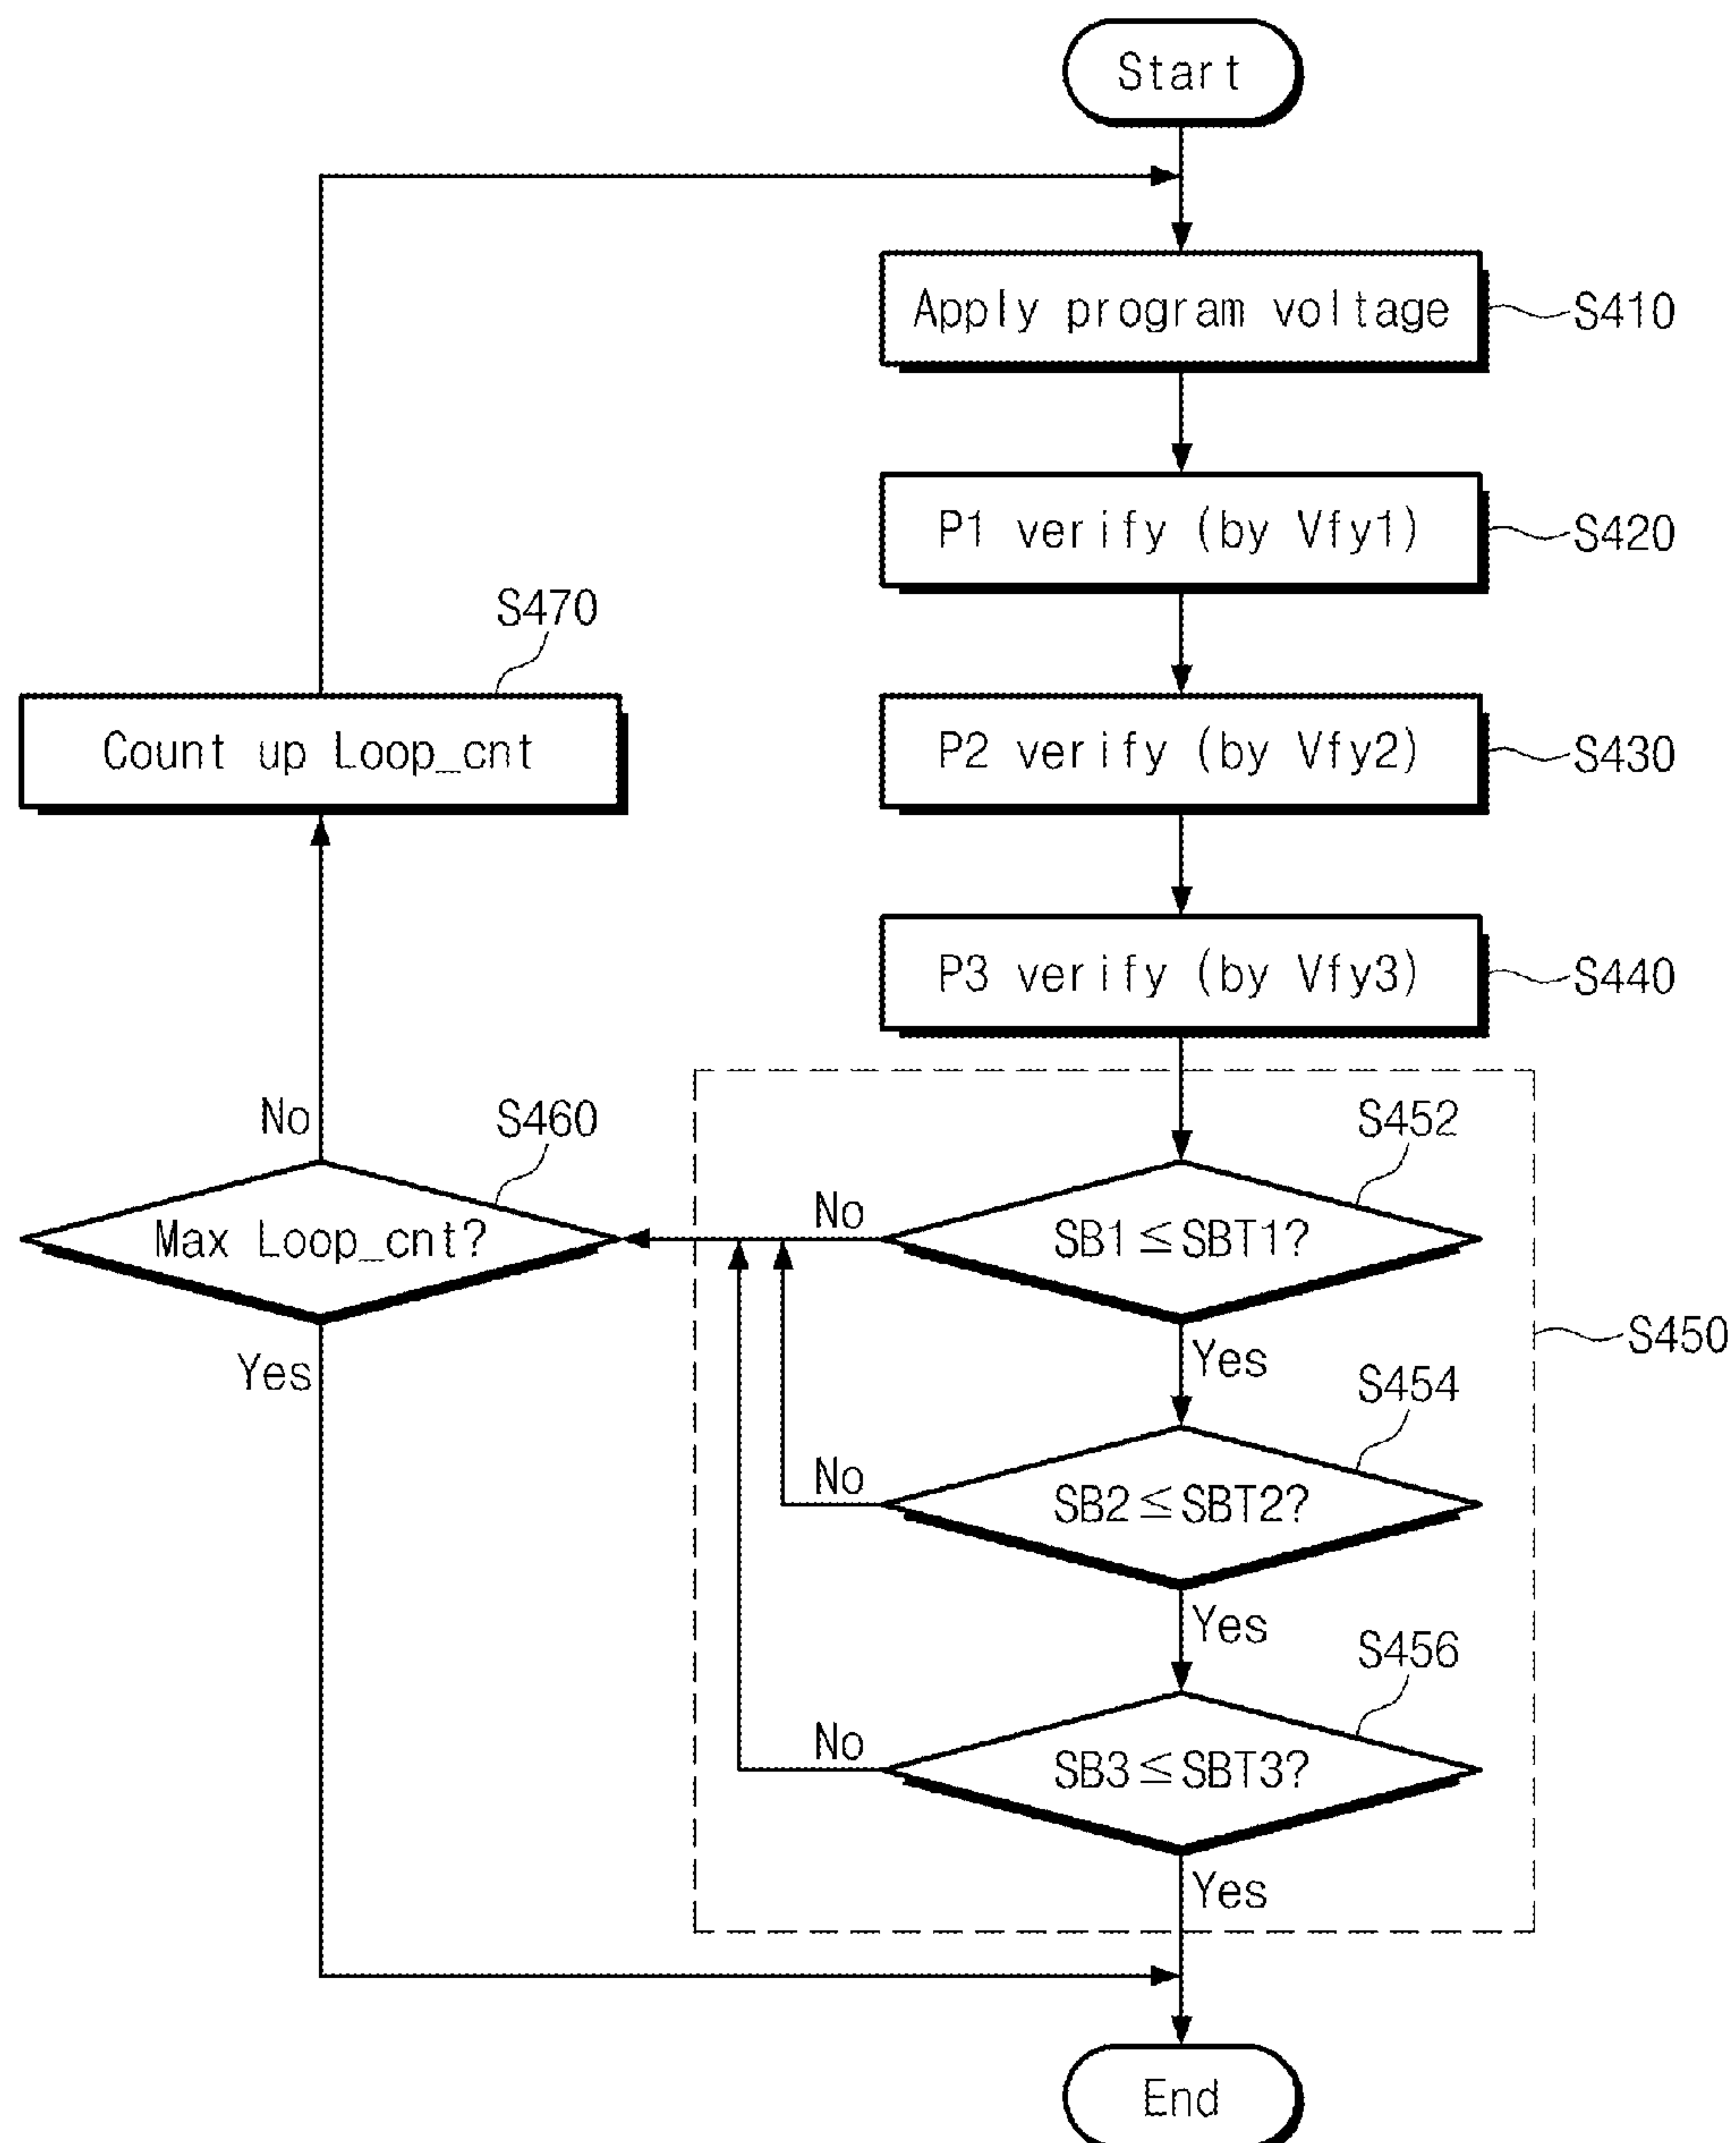 Start
Apply program voltage
S410
P1 verify (by Vfy1)
S420
S470
Count up Loop_cnt
P2 verify (by Vfy2)
S430
P3 verify (by Vfy3)
S440
No
S460
S452
Max Loop_cnt?
No
SB1≦SBT1?
S450
Yes
Yes
S454
No
SB2≦SBT2?
Yes
S456
No
SB3≦SBT3?
Yes
End